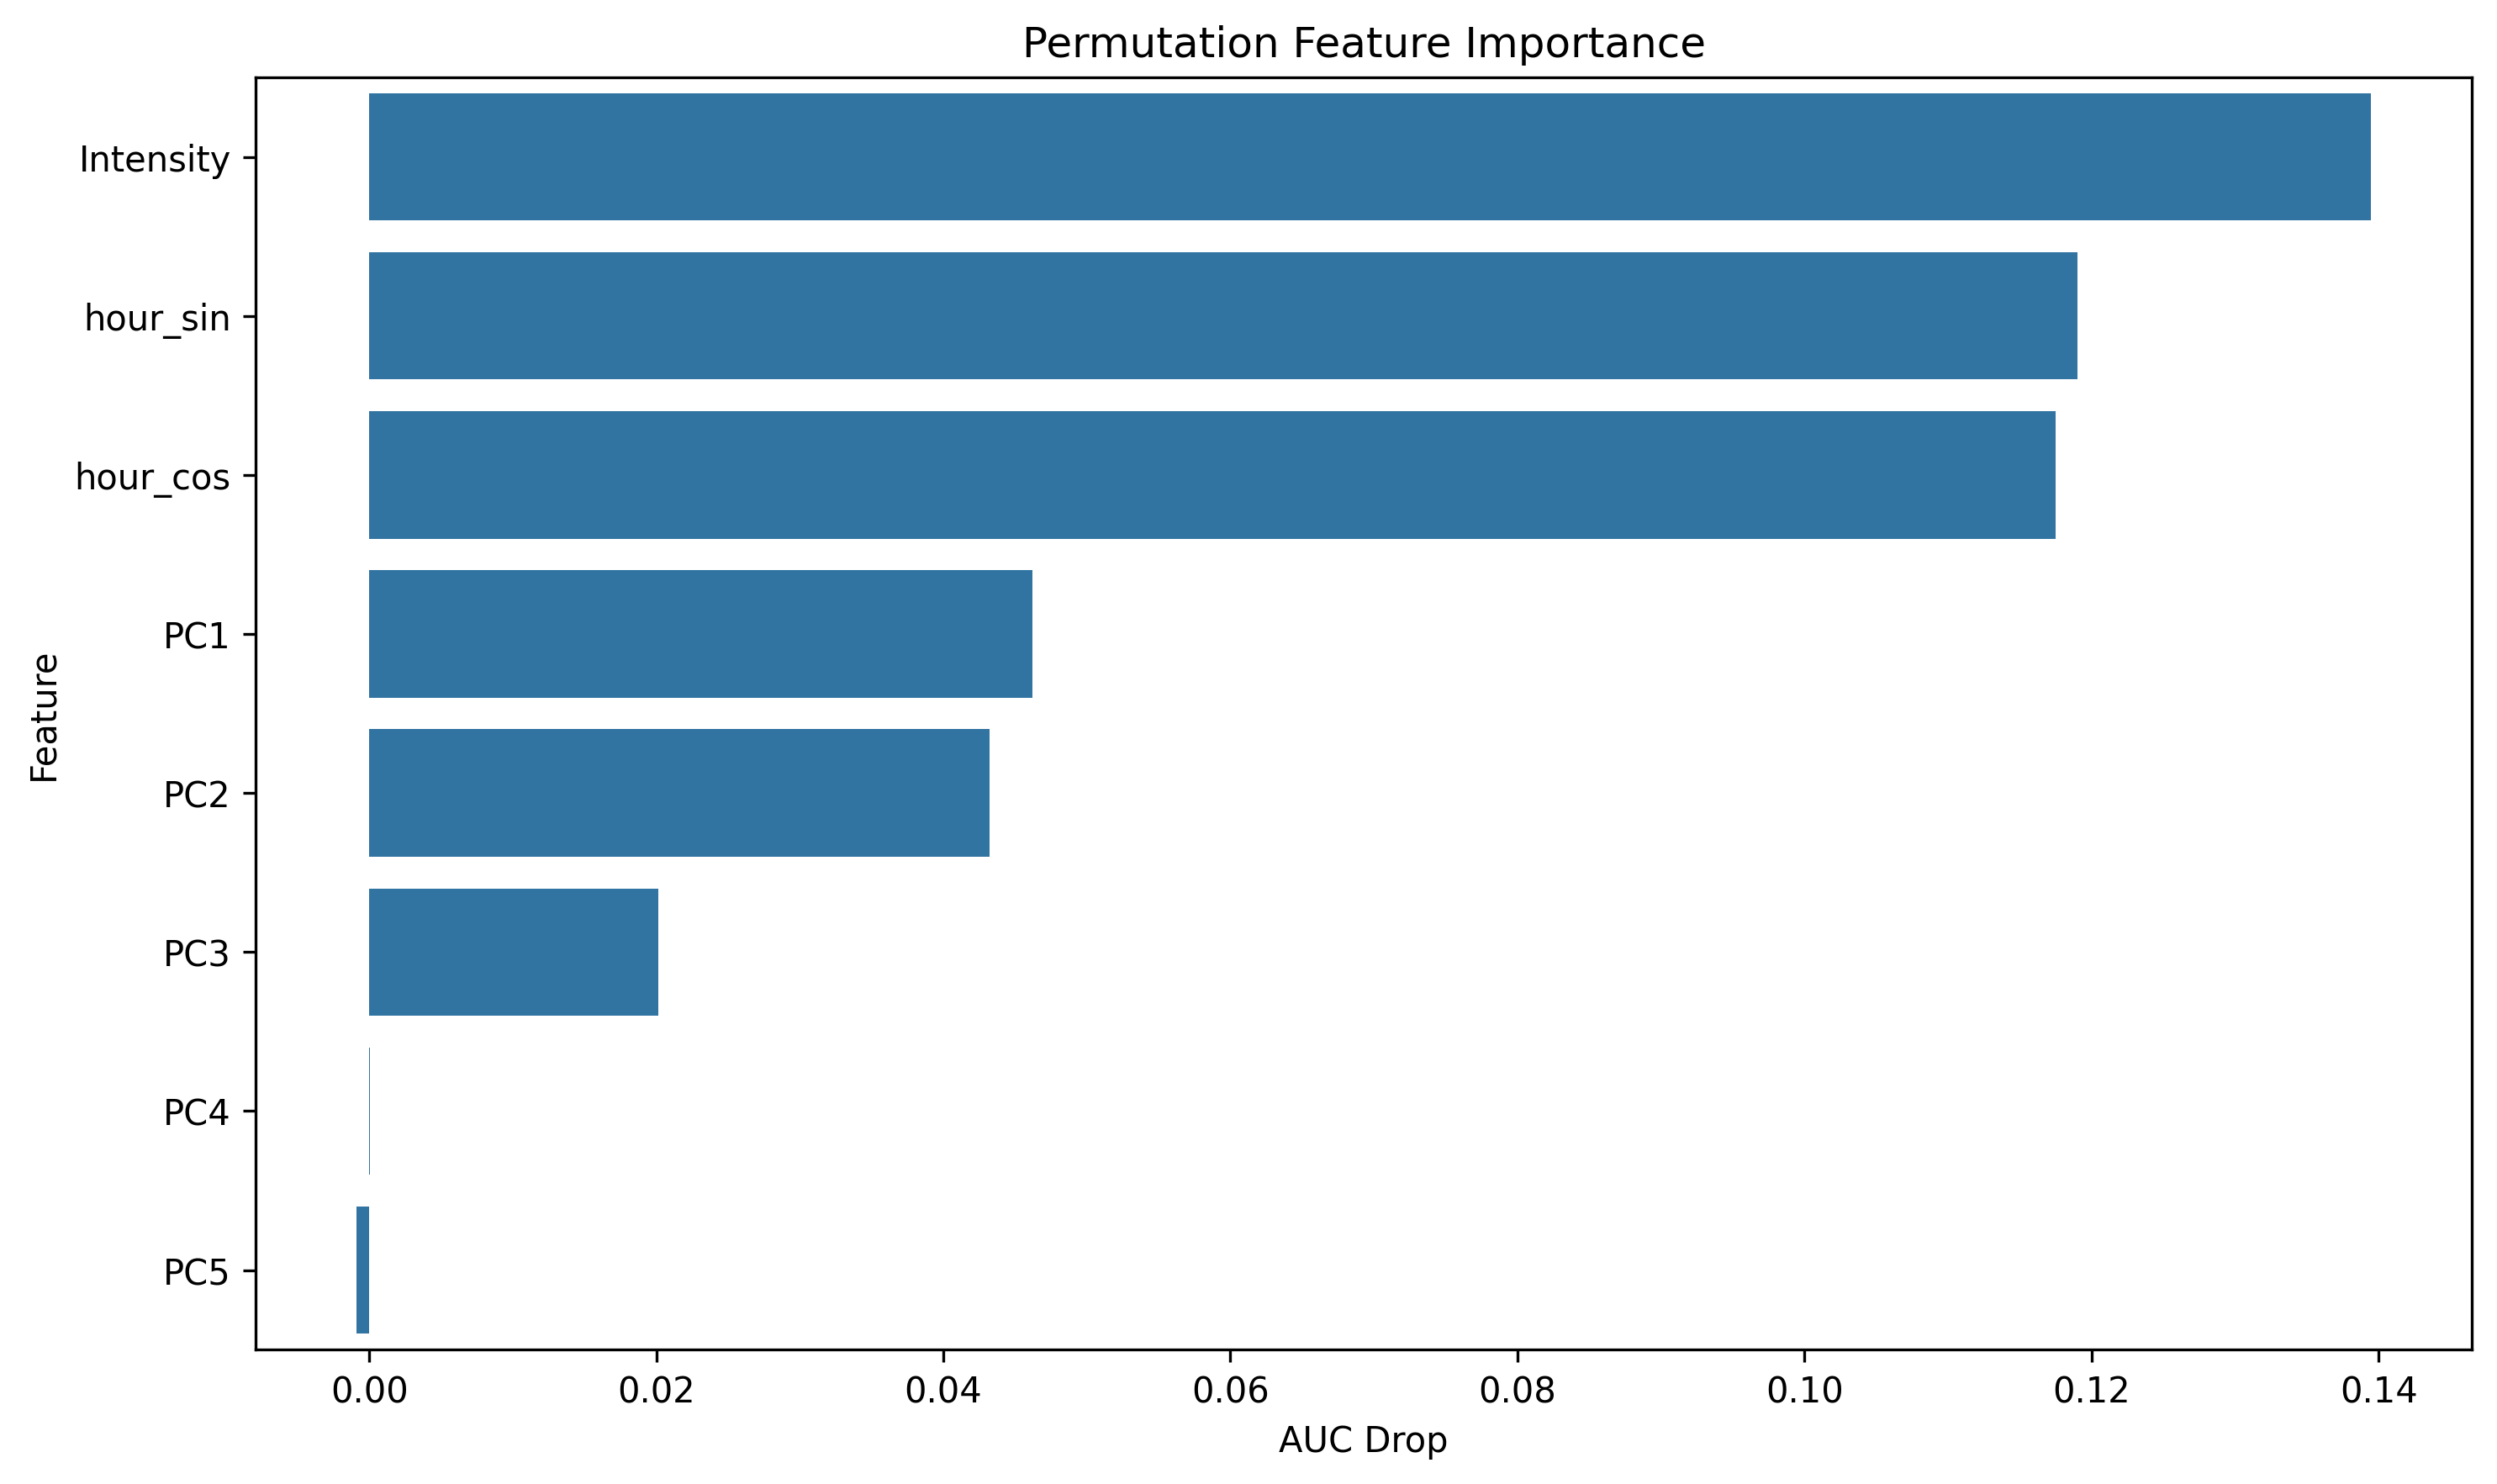 Permutation Feature Importance
Intensity
hour_sin
hour_cos
PC1
PC2
PC3
PC4
PC5
Feature
0.00 0.02 0.04 0.06 0.08 0.10 0.12 0.14
AUC Drop